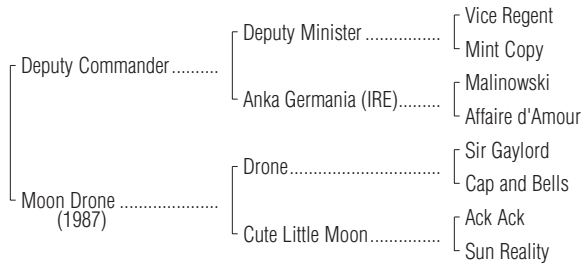 Vice Regent
Deputy Minister ................
Mint Copy
Deputy Commander..........
Malinowski
Anka Germania (IRE).........
Affaire d'Amour
Sir Gaylord
Drone................................
Cap and Bells
Moon Drone .....................
(1987)
Ack Ack
Cute Little Moon...............
Sun Reality